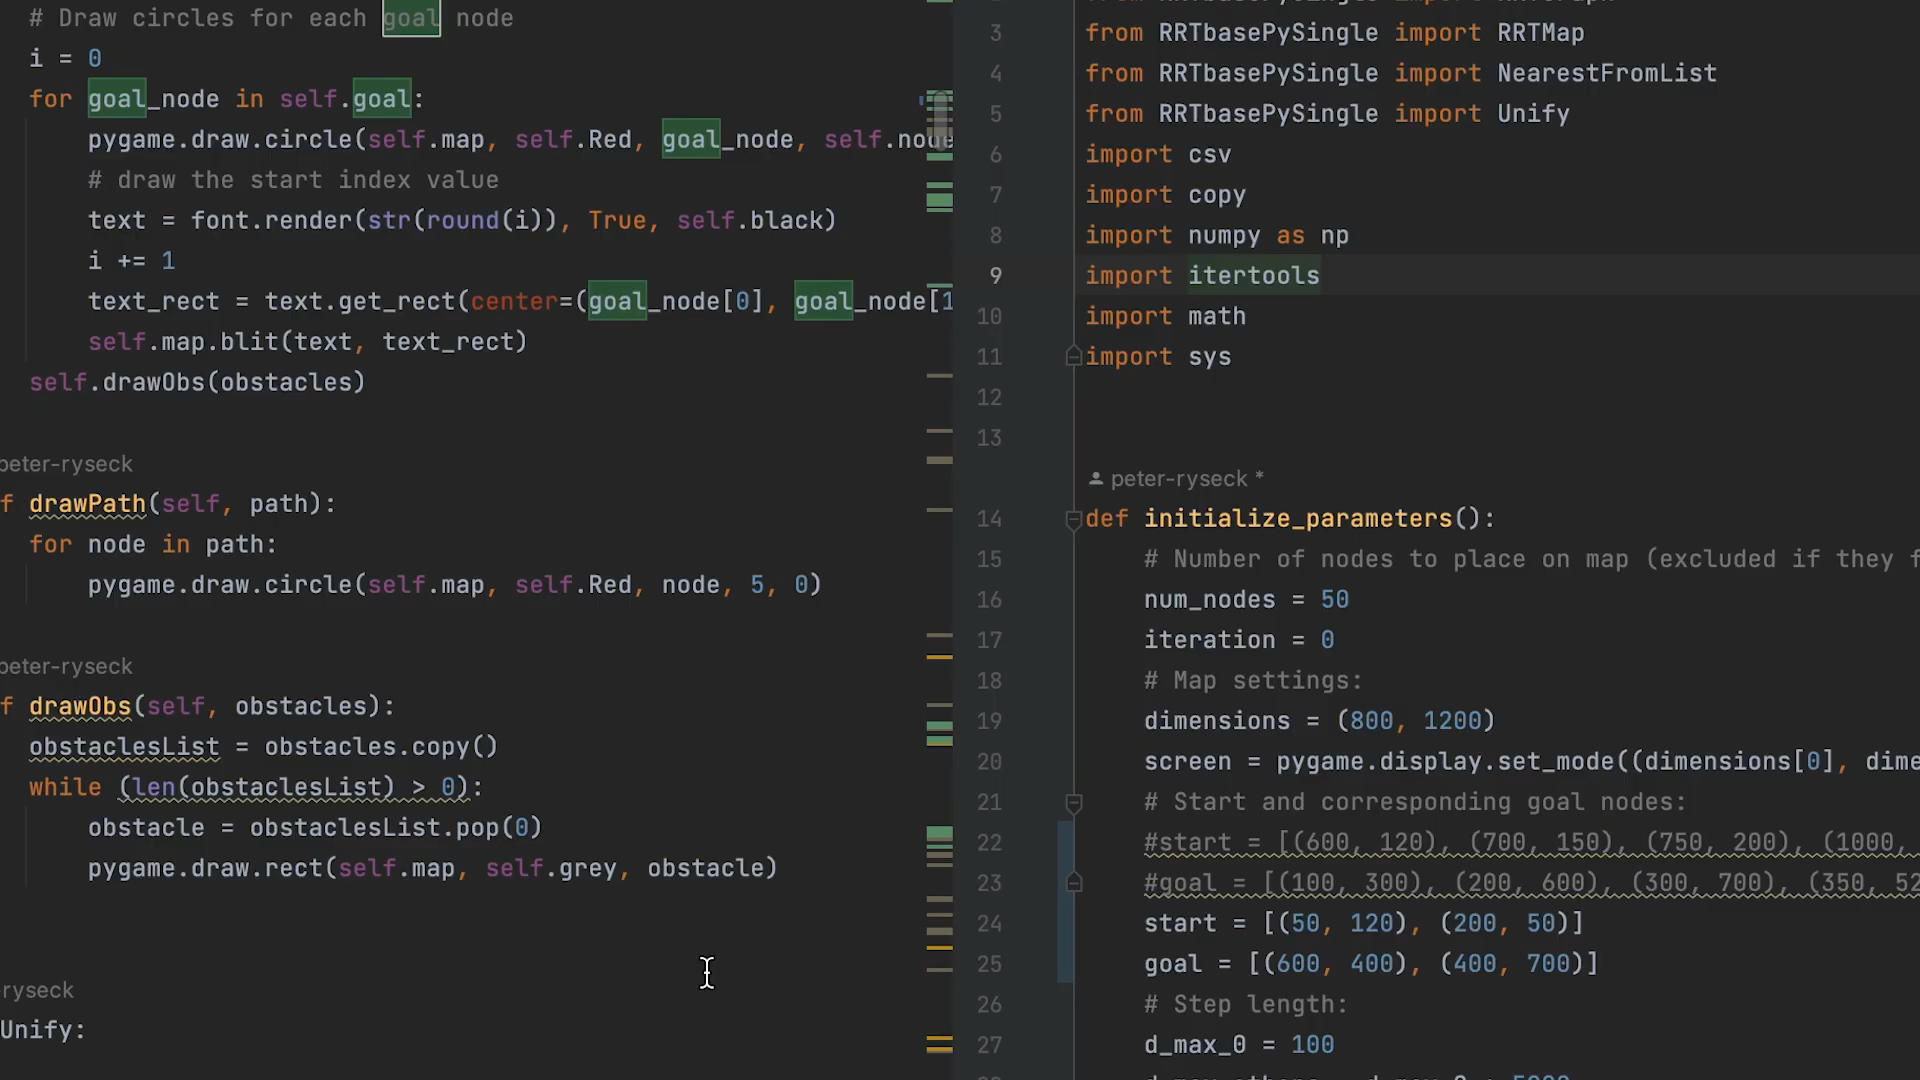 # Draw circles for each goal node
i = 0
for goal_node in self.goal:
pygame.draw.circle(self.map, self.Red, goal_node, self.node
# draw the start index value
text = font.render(str(round(i)), True, self.black)
i += 1
text_rect = text.get_rect(center=(goal_node[0], goal_node[1
self.map.blit(text, text_rect)
self.drawObs(obstacles)
peter-ryseck
f drawPath(self, path):
for node in path:
pygame.draw.circle(self.map, self.Red, node, 5, 0)
peter-ryseck
f drawObs(self, obstacles):
obstaclesList = obstacles.copy()
while (len(obstaclesList) > 0):
obstacle = obstaclesList.pop(0)
pygame.draw.rect(self.map, self.grey, obstacle)
-ryseck
Unify:
3 from RRTbasePySingle import RRTMap
4 from RRTbasePySingle import NearestFromList
5 from RRTbasePySingle import Unify
6 import csv
7 import copy
8 import numpy as np
9 import itertools
10 import math
11 import sys
12
13
peter-ryseck *
14 def initialize_parameters():
15 # Number of nodes to place on map (excluded if they f
16 num_nodes = 50
17 iteration = 0
18 # Map settings:
19 dimensions = (800, 1200)
20 screen = pygame.display.set_mode((dimensions[0], dime
21 # Start and corresponding goal nodes:
22 #start = [(600, 120), (700, 150), (750, 200), (1000,
23 #goal = [(100, 300), (200, 600), (300, 700), (350, 52
24 start = [(50, 120), (200, 50)]
25 goal = [(600, 400), (400, 700)]
26 # Step length:
27 d_max_0 = 100